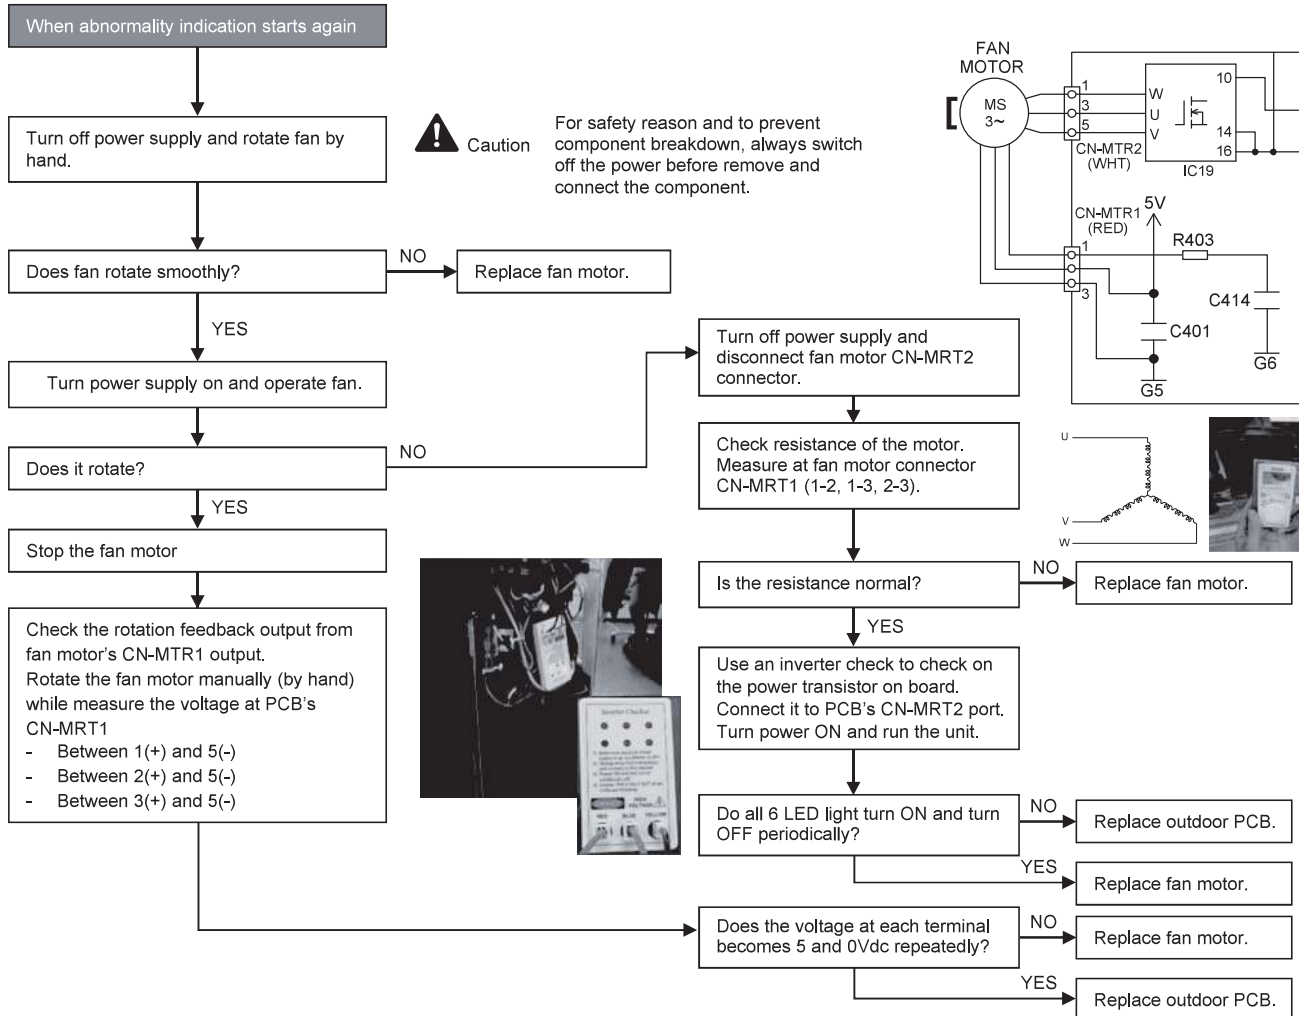 When abnormality indication starts again
Turn off power supply and rotate fan by
hand.
Caution
For safety reason and to prevent
component breakdown, always switch
off the power before remove and
connect the component.
Does fan rotate smoothly?
NO
Replace fan motor.
YES
Turn power supply on and operate fan.
Does it rotate?
NO
YES
Stop the fan motor
Check the rotation feedback output from
fan motor's CN-MTR1 output.
Rotate the fan motor manually (by hand)
while measure the voltage at PCB's
CN-MRT1
- Between 1(+) and 5(-)
- Between 2(+) and 5(-)
- Between 3(+) and 5(-)
Turn off power supply and
disconnect fan motor CN-MRT2
connector.
Check resistance of the motor.
Measure at fan motor connector
CN-MRT1 (1-2, 1-3, 2-3).
Is the resistance normal?
NO
Replace fan motor.
YES
Use an inverter check to check on
the power transistor on board.
Connect it to PCB's CN-MRT2 port.
Turn power ON and run the unit.
Do all 6 LED light turn ON and turn
OFF periodically?
NO
Replace outdoor PCB.
YES
Replace fan motor.
Does the voltage at each terminal
becomes 5 and 0Vdc repeatedly?
NO
Replace fan motor.
YES
Replace outdoor PCB.
FAN
MOTOR
MS
3~
1
3
5
W
U
V
10
14
16
CN-MTR2
(WHT)
IC19
CN-MTR1
(RED)
5V
1
3
R403
C414
C401
G6
G5
U
V
W
Inverter Checker
HIGH
VOLTAGE
RED BLUE YELLOW